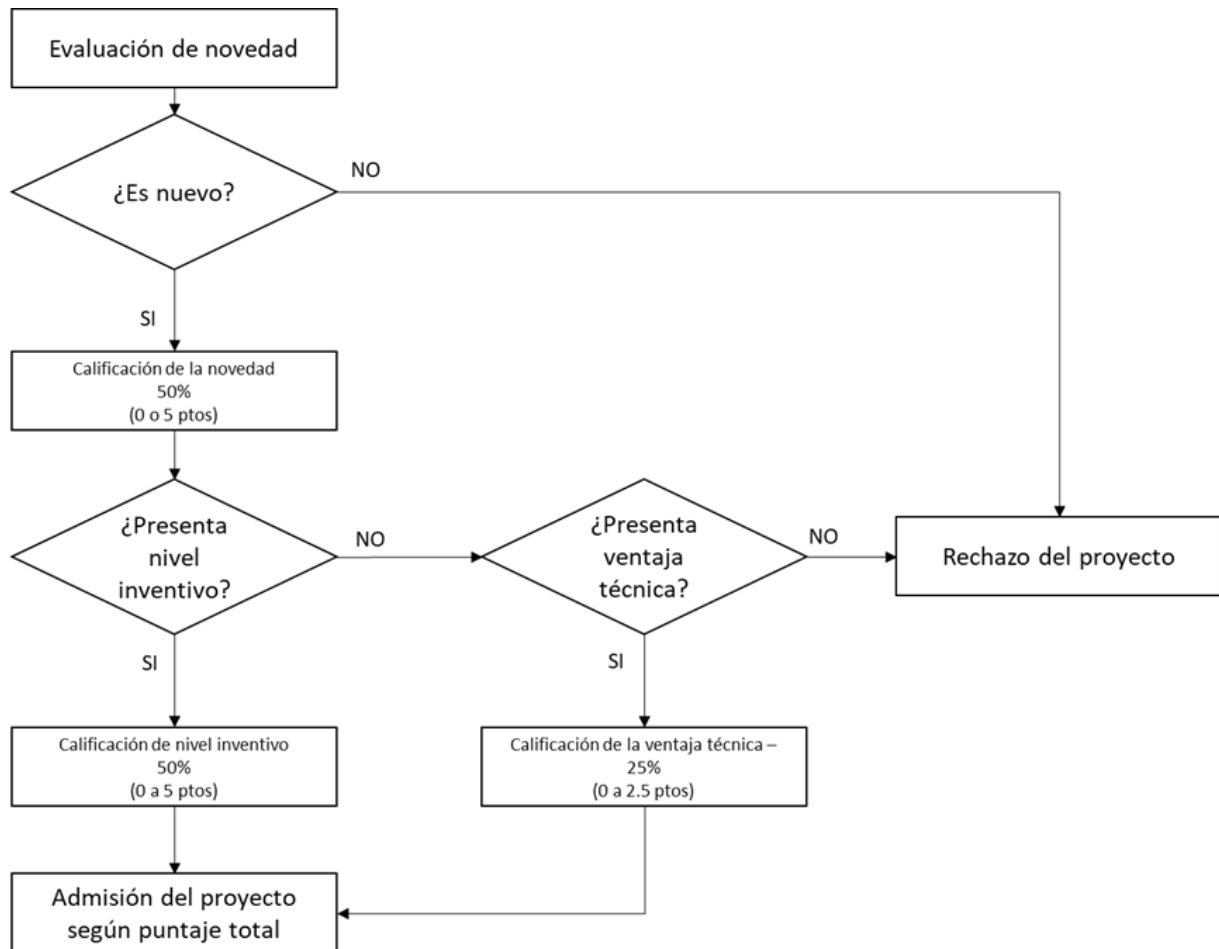 Evaluación de novedad
¿Es nuevo?
NO
SI
Calificación de la novedad
50%
(0 o 5 ptos)
¿Presenta
nivel
inventivo?
NO
¿Presenta
ventaja
técnica?
NO
Rechazo del proyecto
SI
SI
Calificación de nivel inventivo
50%
(0 a 5 ptos)
Calificación de la ventaja técnica –
25%
(0 a 2.5 ptos)
Admisión del proyecto
según puntaje total